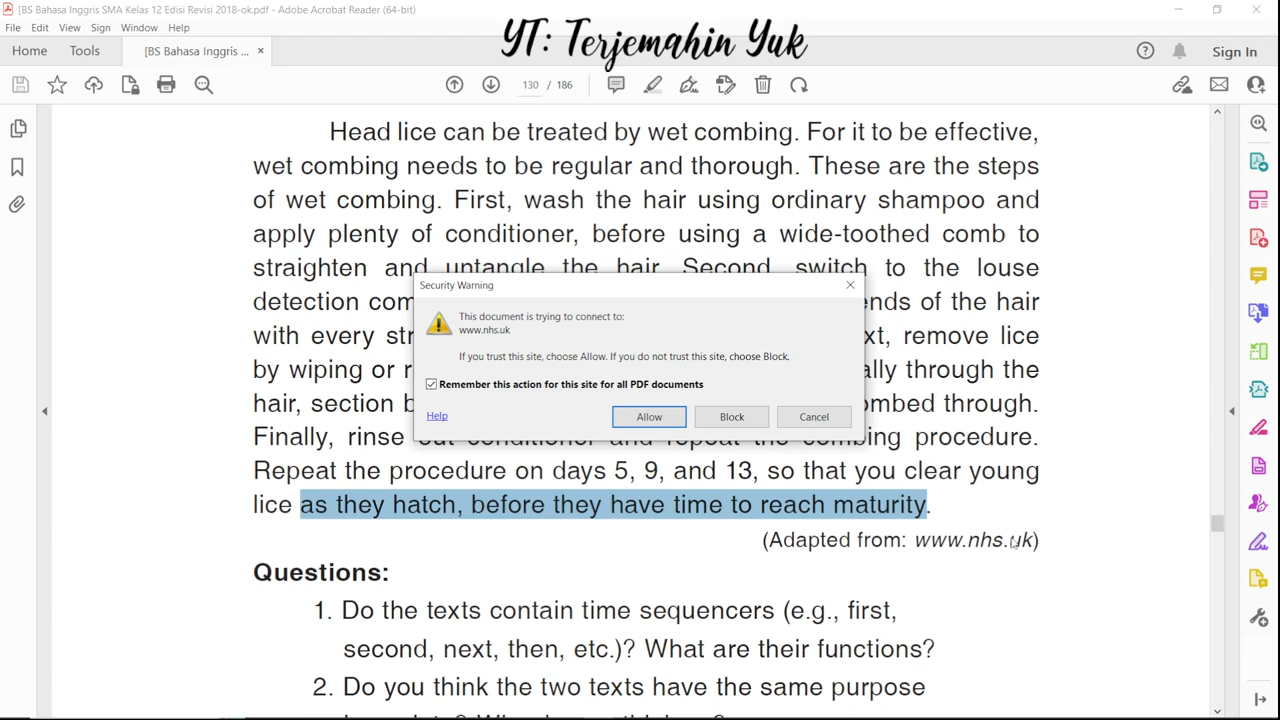 [BS Bahasa Inggris SMA Kelas 12 Edisi Revisi 2018-ok.pdf - Adobe Acrobat Reader (64-bit)
File Edit View Sign Window Help
YT: Terjemahin Yuk
Home Tools [BS Bahasa Inggris ... × Sign In
130 / 186
Head lice can be treated by wet combing. For it to be effective,
wet combing needs to be regular and thorough. These are the steps
of wet combing. First, wash the hair using ordinary shampoo and
apply plenty of conditioner, before using a wide-toothed comb to
straighten and untangle the hair. Second, switch to the louse
detection com ends of the hair
with every str xt, remove lice
by wiping or r ally through the
hair, section b ombed through.
Finally, rinse out conditioner and repeat the combing procedure.
Repeat the procedure on days 5, 9, and 13, so that you clear young
lice as they hatch, before they have time to reach maturity.
(Adapted from: www.nhs.uk)
Questions:
1. Do the texts contain time sequencers (e.g., first,
second, next, then, etc.)? What are their functions?
2. Do you think the two texts have the same purpose
Security Warning
This document is trying to connect to:
www.nhs.uk
If you trust this site, choose Allow. If you do not trust this site, choose Block.
Remember this action for this site for all PDF documents
Help Allow Block Cancel